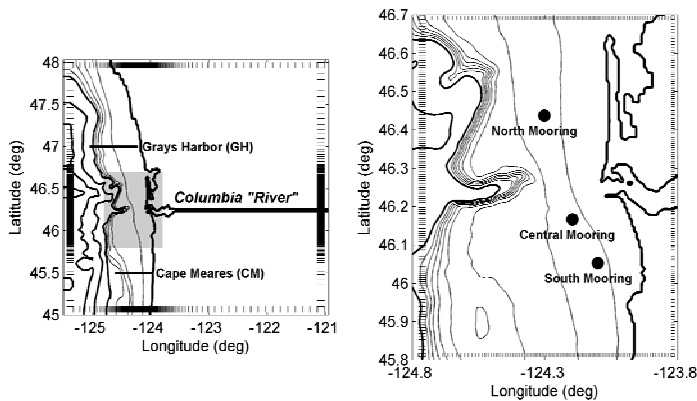 48
47.5
47
46.5
46
45.5
45
Latitude (deg)
Grays Harbor (GH)
Columbia "River"
Cape Meares (CM)
-125 -124 -123 -122 -121
Longitude (deg)
46.7
46.6
46.5
46.4
46.3
46.2
46.1
46
45.9
45.8
Latitude (deg)
North Mooring
Central Mooring
South Mooring
-124.8 -124.3 -123.8
Longitude (deg)